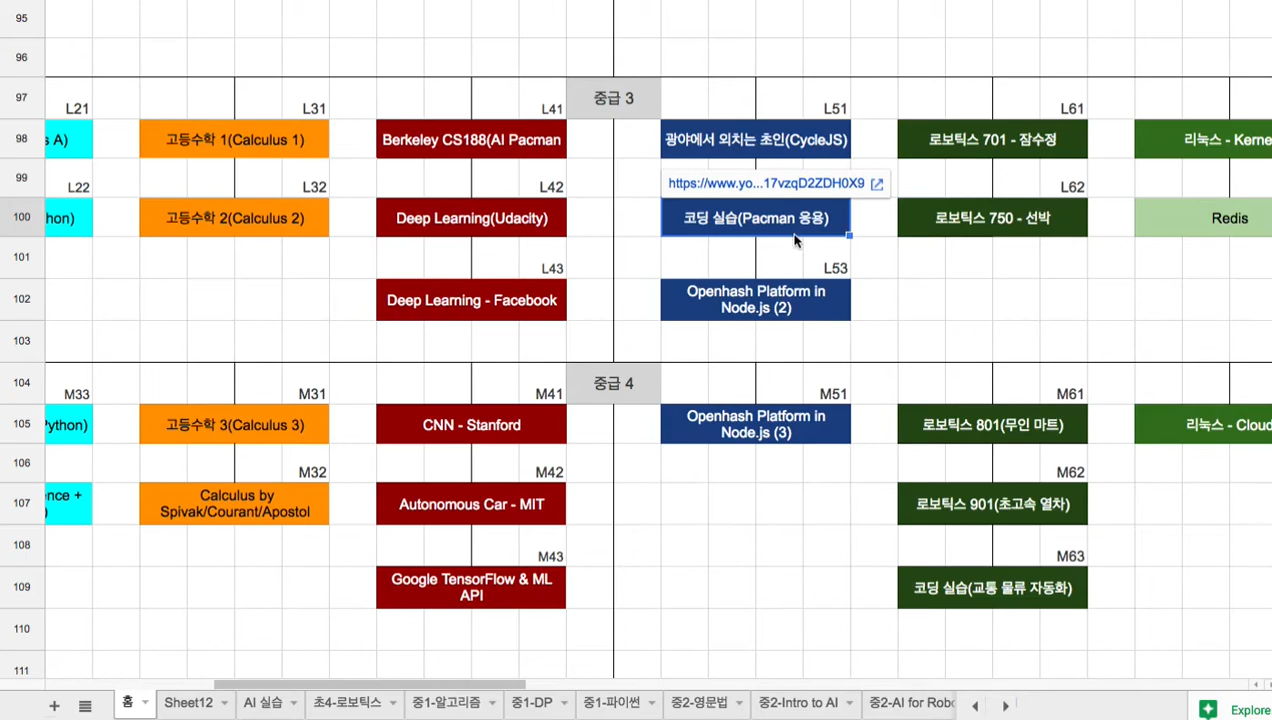 95
96
97
L21
L31
L41
중급 3
L51
L61
98
s A)
고등수학 1(Calculus 1)
Berkeley CS188(AI Pacman
광야에서 외치는 초인(CycleJS)
로보틱스 701 - 잠수정
리눅스 - Kerne
99
L22
L32
L42
https://www.yo...17vzqD2ZDH0X9
L62
100
hon)
고등수학 2(Calculus 2)
Deep Learning(Udacity)
코딩 실습(Pacman 응용)
로보틱스 750 - 선박
Redis
101
L43
L53
102
Deep Learning - Facebook
Openhash Platform in
Node.js (2)
103
104
M33
M31
M41
중급 4
M51
M61
105
Python)
고등수학 3(Calculus 3)
CNN - Stanford
Openhash Platform in
Node.js (3)
로보틱스 801(무인 마트)
리눅스 - Cloud
106
M32
M42
M62
107
ence +
)
Calculus by
Spivak/Courant/Apostol
Autonomous Car - MIT
로보틱스 901(초고속 열차)
108
M43
M63
109
Google TensorFlow & ML
API
코딩 실습(교통 물류 자동화)
110
111
홈
Sheet12
AI 실습
초4-로보틱스
중1-알고리즘
중1-DP
중1-파이썬
중2-영문법
중2-Intro to AI
중2-AI for Robo
Explore